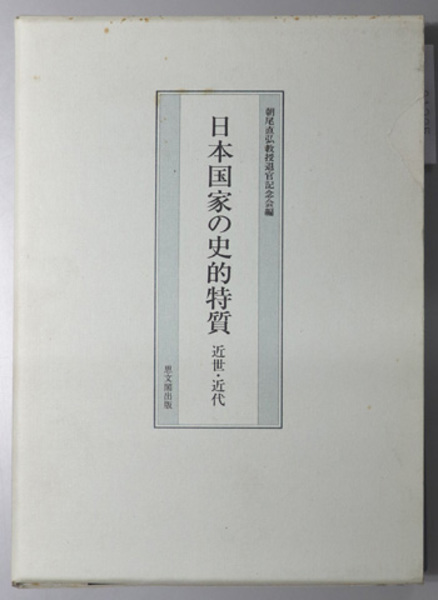 朝尾直弘教授退官記念会編
日本国家の史的特質 近世・近代
思文閣出版